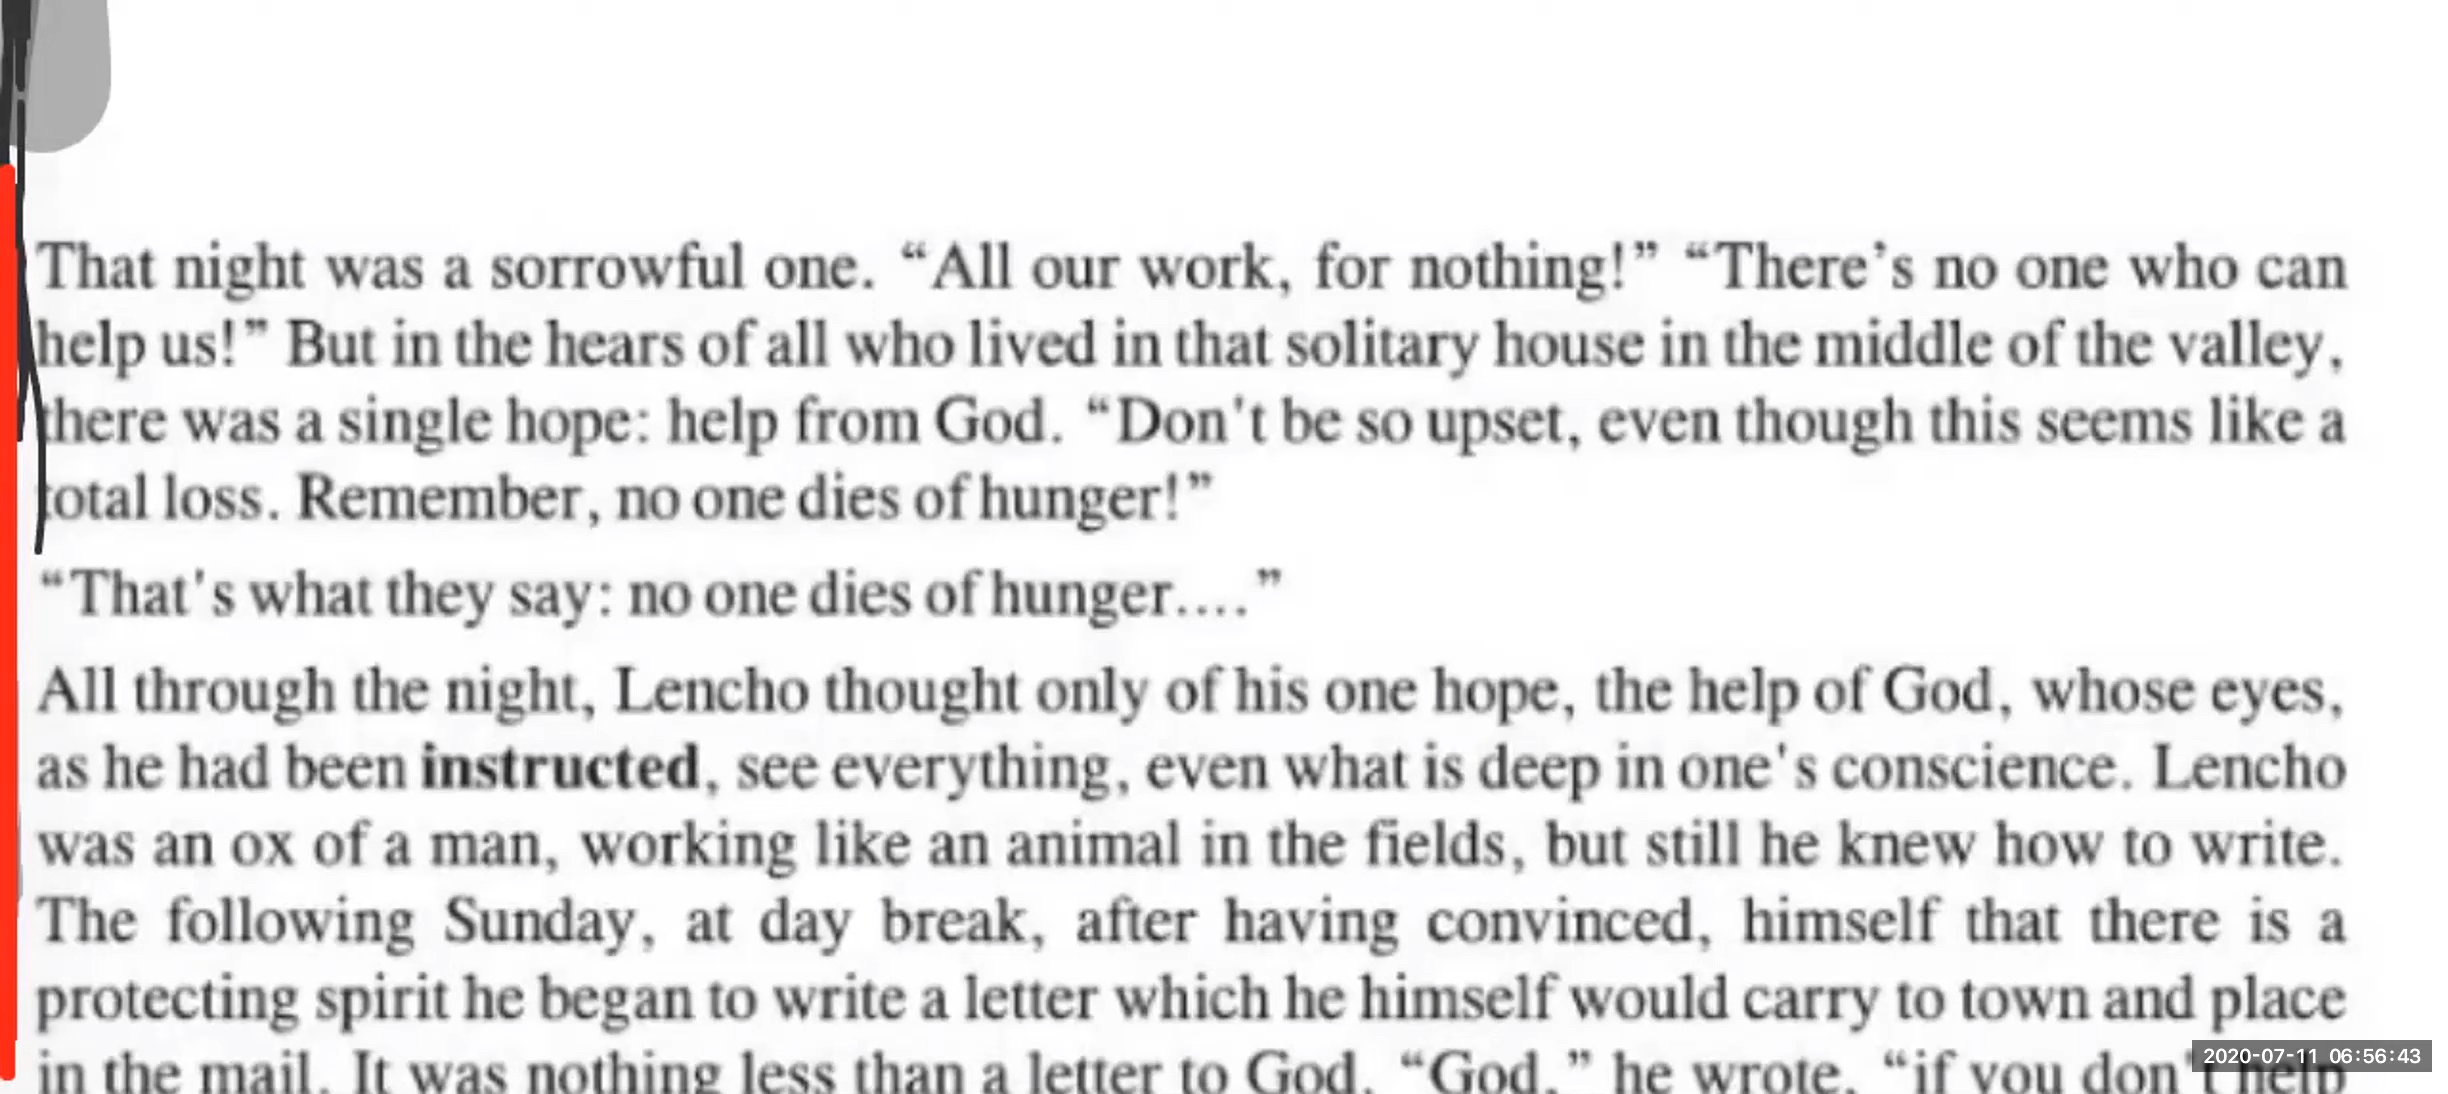 That night was a sorrowful one. “All our work, for nothing!” “There’s no one who can
help us!” But in the hears of all who lived in that solitary house in the middle of the valley,
there was a single hope: help from God. “Don't be so upset, even though this seems like a
total loss. Remember, no one dies of hunger!”
“That's what they say: no one dies of hunger....”
All through the night, Lencho thought only of his one hope, the help of God, whose eyes,
as he had been instructed, see everything, even what is deep in one's conscience. Lencho
was an ox of a man, working like an animal in the fields, but still he knew how to write.
The following Sunday, at day break, after having convinced, himself that there is a
protecting spirit he began to write a letter which he himself would carry to town and place
in the mail. It was nothing less than a letter to God. “God,” he wrote, “if you don't help
2020-07-11 06:56:43